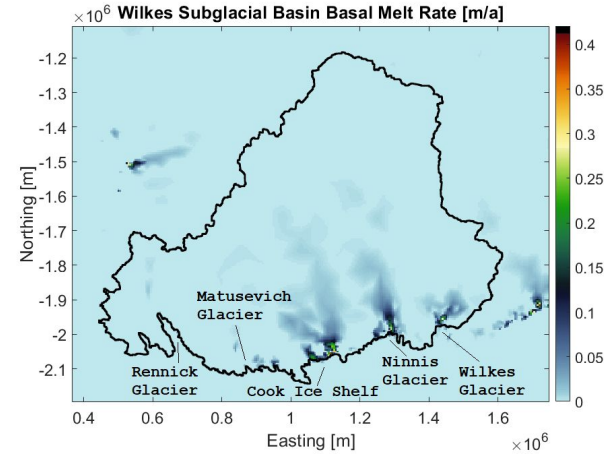 Wilkes Subglacial Basin Basal Melt Rate [m/a]
×10⁶
-1.2
-1.3
-1.4
-1.5
-1.6
-1.7
-1.8
-1.9
-2
-2.1
Northing [m]
Matusevich
Glacier
Rennick
Glacier
Cook Ice Shelf
Ninnis
Glacier
Wilkes
Glacier
0.4
0.6
0.8
1
1.2
1.4
1.6
Easting [m]
×10⁶
0.4
0.35
0.3
0.25
0.2
0.15
0.1
0.05
0